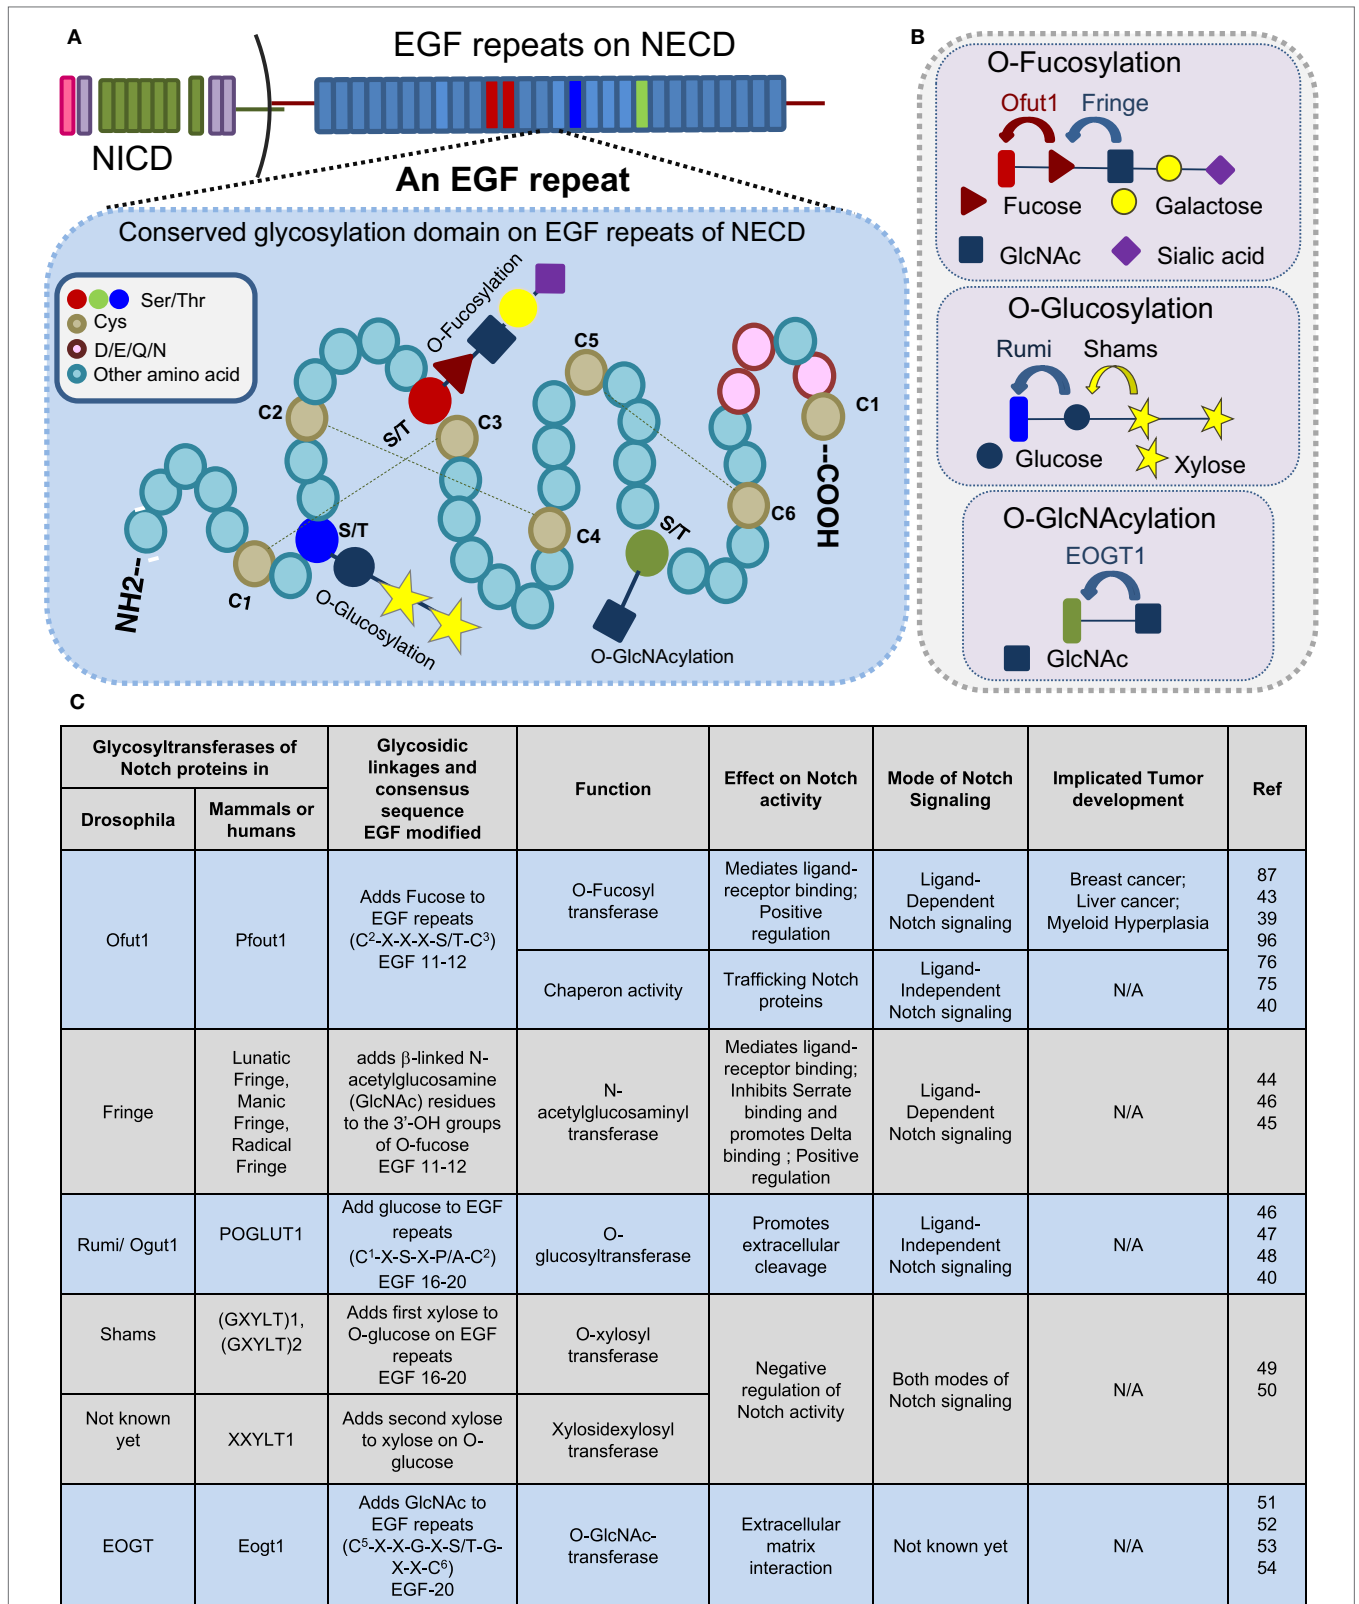 A
EGF repeats on NECD
NICD
An EGF repeat
Conserved glycosylation domain on EGF repeats of NECD
Ser/Thr
Cys
D/E/Q/N
Other amino acid
O-Fucosylation
C2
S/T
C3
C5
C1
--COOH
C4
S/T
C6
S/T
NH2--
C1
O-Glucosylation
O-GlcNAcylation
B
O-Fucosylation
Ofut1 Fringe
Fucose Galactose
GlcNAc Sialic acid
O-Glucosylation
Rumi Shams
Glucose Xylose
O-GlcNAcylation
EOGT1
GlcNAc
C
Glycosyltransferases of
Notch proteins in
Drosophila
Mammals or
humans
Glycosidic
linkages and
consensus
sequence
EGF modified
Function
Effect on Notch
activity
Mode of Notch
Signaling
Implicated Tumor
development
Ref
Ofut1
Pfout1
Adds Fucose to
EGF repeats
(C²-X-X-X-S/T-C³)
EGF 11-12
O-Fucosyl
transferase
Mediates ligand-
receptor binding;
Positive
regulation
Ligand-
Dependent
Notch signaling
Breast cancer;
Liver cancer;
Myeloid Hyperplasia
Chaperon activity
Trafficking Notch
proteins
Ligand-
Independent
Notch signaling
N/A
87
43
39
96
76
75
40
Fringe
Lunatic
Fringe,
Manic
Fringe,
Radical
Fringe
adds β-linked N-
acetylglucosamine
(GlcNAc) residues
to the 3'-OH groups
of O-fucose
EGF 11-12
N-
acetylglucosaminyl
transferase
Mediates ligand-
receptor binding;
Inhibits Serrate
binding and
promotes Delta
binding ; Positive
regulation
Ligand-
Dependent
Notch signaling
N/A
44
46
45
Rumi/ Ogut1
POGLUT1
Add glucose to EGF
repeats
(C¹-X-S-X-P/A-C²)
EGF 16-20
O-
glucosyltransferase
Promotes
extracellular
cleavage
Ligand-
Independent
Notch signaling
N/A
46
47
48
40
Shams
(GXYLT)1,
(GXYLT)2
Adds first xylose to
O-glucose on EGF
repeats
EGF 16-20
O-xylosyl
transferase
Negative
regulation of
Notch activity
Both modes of
Notch signaling
N/A
49
50
Not known
yet
XXYLT1
Adds second xylose
to xylose on O-
glucose
Xylosidexylosyl
transferase
EOGT
Eogt1
Adds GlcNAc to
EGF repeats
(C⁵-X-X-G-X-S/T-G-
X-X-C⁶)
EGF-20
O-GlcNAc-
transferase
Extracellular
matrix
interaction
Not known yet
N/A
51
52
53
54